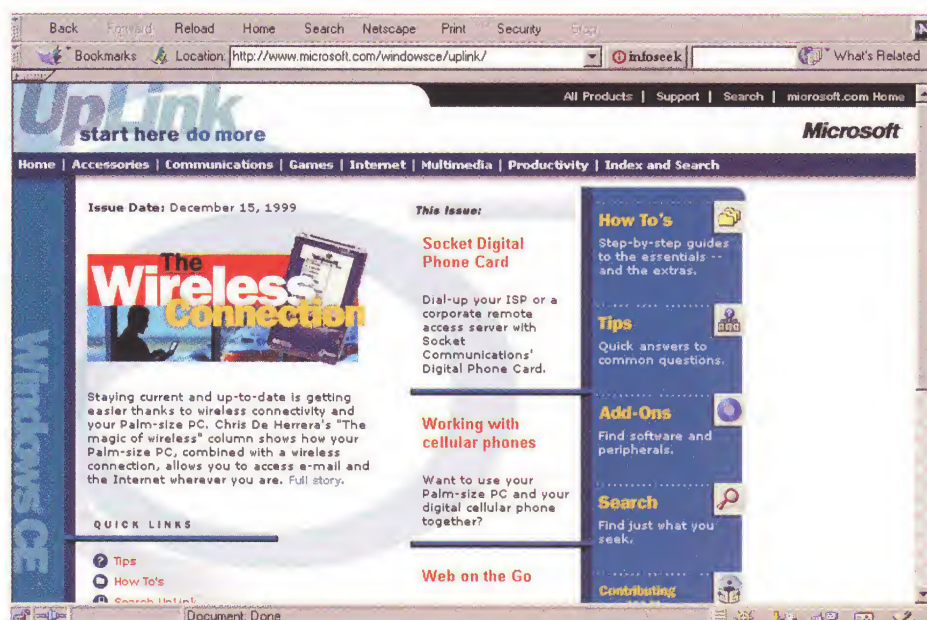 Back Forward Reload Home Search Netscape Print Security Stop
Bookmarks Location: http://www.microsoft.com/windowsce/uplink/ infoseek What's Related
All Products | Support | Search | microsoft.com Home
UpLink
start here do more
Microsoft
Home | Accessories | Communications | Games | Internet | Multimedia | Productivity | Index and Search
Windows CE
Issue Date: December 15, 1999
The
Wireless
Connection
Staying current and up-to-date is getting
easier thanks to wireless connectivity and
your Palm-size PC. Chris De Herrera's "The
magic of wireless" column shows how your
Palm-size PC, combined with a wireless
connection, allows you to access e-mail and
the Internet wherever you are. Full story.
QUICK LINKS
Tips
How To's
Search UpLink
This Issue:
Socket Digital
Phone Card
Dial-up your ISP or a
corporate remote
access server with
Socket
Communications'
Digital Phone Card.
Working with
cellular phones
Want to use your
Palm-size PC and your
digital cellular phone
together?
Web on the Go
How To's
Step-by-step guides
to the essentials --
and the extras.
Tips
Quick answers to
common questions.
Add-Ons
Find software and
peripherals.
Search
Find just what you
seek.
Contributing
Document: Done